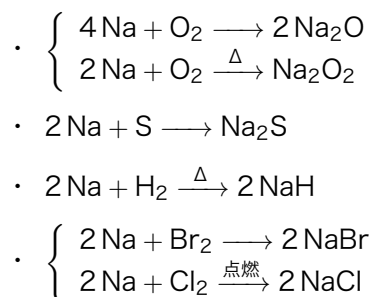 · { 4 Na + O₂ ⟶ 2 Na₂O
2 Na + O₂ —Δ→ Na₂O₂
· 2 Na + S ⟶ Na₂S
· 2 Na + H₂ —Δ→ 2 NaH
· { 2 Na + Br₂ ⟶ 2 NaBr
2 Na + Cl₂ —点燃→ 2 NaCl